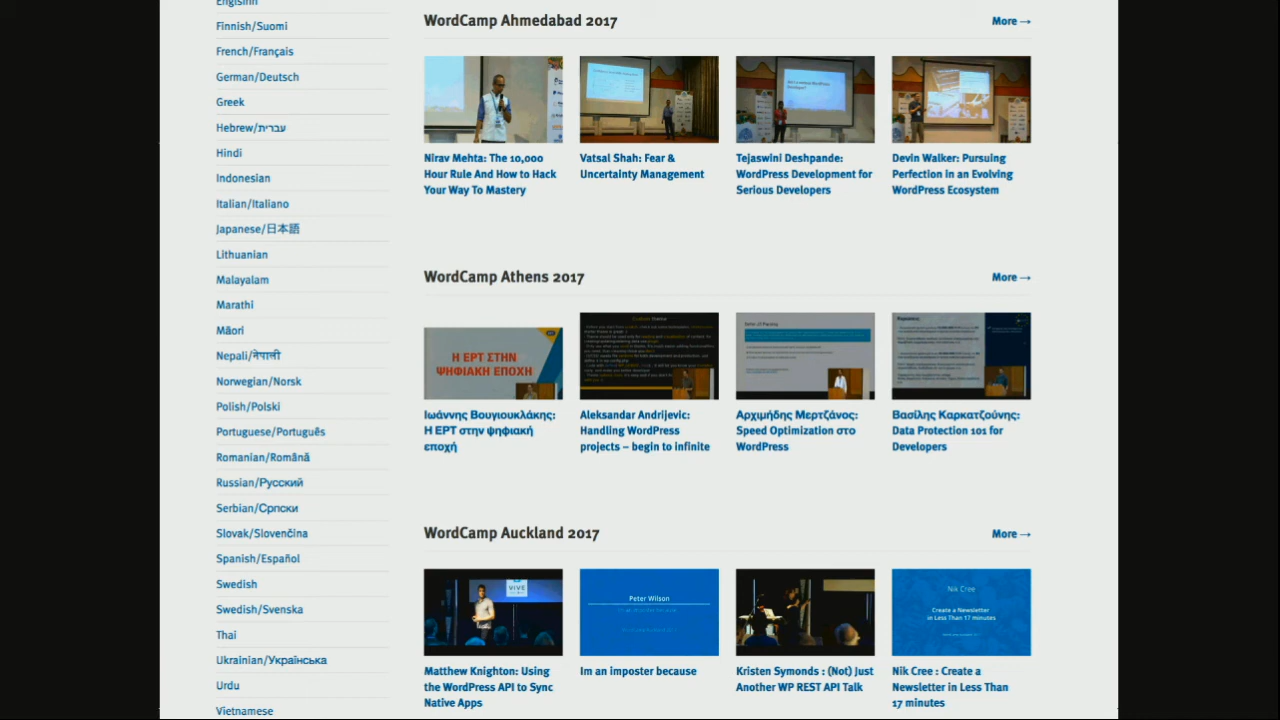 Finnish/Suomi
French/Français
German/Deutsch
Greek
Hebrew/עברית
Hindi
Indonesian
Italian/Italiano
Japanese/日本語
Lithuanian
Malayalam
Marathi
Māori
Nepali/नेपाली
Norwegian/Norsk
Polish/Polski
Portuguese/Português
Romanian/Română
Russian/Русский
Serbian/Српски
Slovak/Slovenčina
Spanish/Español
Swedish
Swedish/Svenska
Thai
Ukrainian/Українська
Urdu
Vietnamese
WordCamp Ahmedabad 2017
More →
Nirav Mehta: The 10,000
Hour Rule And How to Hack
Your Way To Mastery
Vatsal Shah: Fear &
Uncertainty Management
Tejaswini Deshpande:
WordPress Development for
Serious Developers
Devin Walker: Pursuing
Perfection in an Evolving
WordPress Ecosystem
WordCamp Athens 2017
More →
Η ΕΡΤ ΣΤΗΝ
ΨΗΦΙΑΚΗ ΕΠΟΧΗ
Ιωάννης Βουγιουκλάκης:
Η ΕΡΤ στην ψηφιακή
εποχή
Aleksandar Andrijevic:
Handling WordPress
projects – begin to infinite
Αρχιμήδης Μερτζάνος:
Speed Optimization στο
WordPress
Βασίλης Καρκατζούνης:
Data Protection 101 for
Developers
WordCamp Auckland 2017
More →
VIVE
Matthew Knighton: Using
the WordPress API to Sync
Native Apps
Peter Wilson
Im an imposter because
Kristen Symonds : (Not) Just
Another WP REST API Talk
Nik Cree
Create a Newsletter
in Less Than 17 minutes
Nik Cree : Create a
Newsletter in Less Than
17 minutes